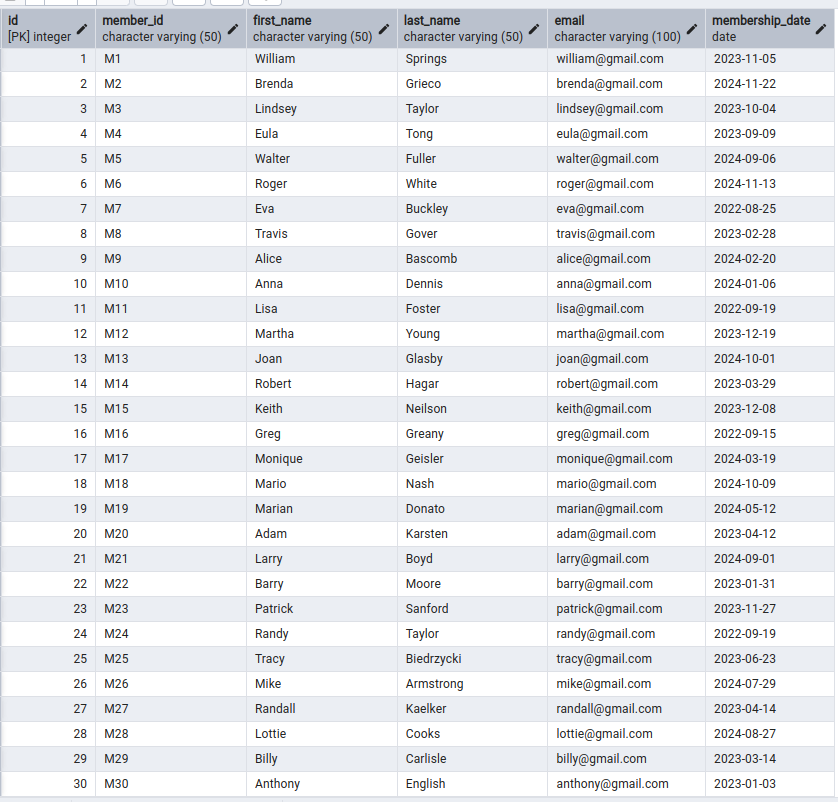 id member_id first_name last_name email membership_date
[PK] integer character varying (50) character varying (50) character varying (50) character varying (100) date
1 M1 William Springs william@gmail.com 2023-11-05
2 M2 Brenda Grieco brenda@gmail.com 2024-11-22
3 M3 Lindsey Taylor lindsey@gmail.com 2023-10-04
4 M4 Eula Tong eula@gmail.com 2023-09-09
5 M5 Walter Fuller walter@gmail.com 2024-09-06
6 M6 Roger White roger@gmail.com 2024-11-13
7 M7 Eva Buckley eva@gmail.com 2022-08-25
8 M8 Travis Gover travis@gmail.com 2023-02-28
9 M9 Alice Bascomb alice@gmail.com 2024-02-20
10 M10 Anna Dennis anna@gmail.com 2024-01-06
11 M11 Lisa Foster lisa@gmail.com 2022-09-19
12 M12 Martha Young martha@gmail.com 2023-12-19
13 M13 Joan Glasby joan@gmail.com 2024-10-01
14 M14 Robert Hagar robert@gmail.com 2023-03-29
15 M15 Keith Neilson keith@gmail.com 2023-12-08
16 M16 Greg Greany greg@gmail.com 2022-09-15
17 M17 Monique Geisler monique@gmail.com 2024-03-19
18 M18 Mario Nash mario@gmail.com 2024-10-09
19 M19 Marian Donato marian@gmail.com 2024-05-12
20 M20 Adam Karsten adam@gmail.com 2023-04-12
21 M21 Larry Boyd larry@gmail.com 2024-09-01
22 M22 Barry Moore barry@gmail.com 2023-01-31
23 M23 Patrick Sanford patrick@gmail.com 2023-11-27
24 M24 Randy Taylor randy@gmail.com 2022-09-19
25 M25 Tracy Biedrzycki tracy@gmail.com 2023-06-23
26 M26 Mike Armstrong mike@gmail.com 2024-07-29
27 M27 Randall Kaelker randall@gmail.com 2023-04-14
28 M28 Lottie Cooks lottie@gmail.com 2024-08-27
29 M29 Billy Carlisle billy@gmail.com 2023-03-14
30 M30 Anthony English anthony@gmail.com 2023-01-03